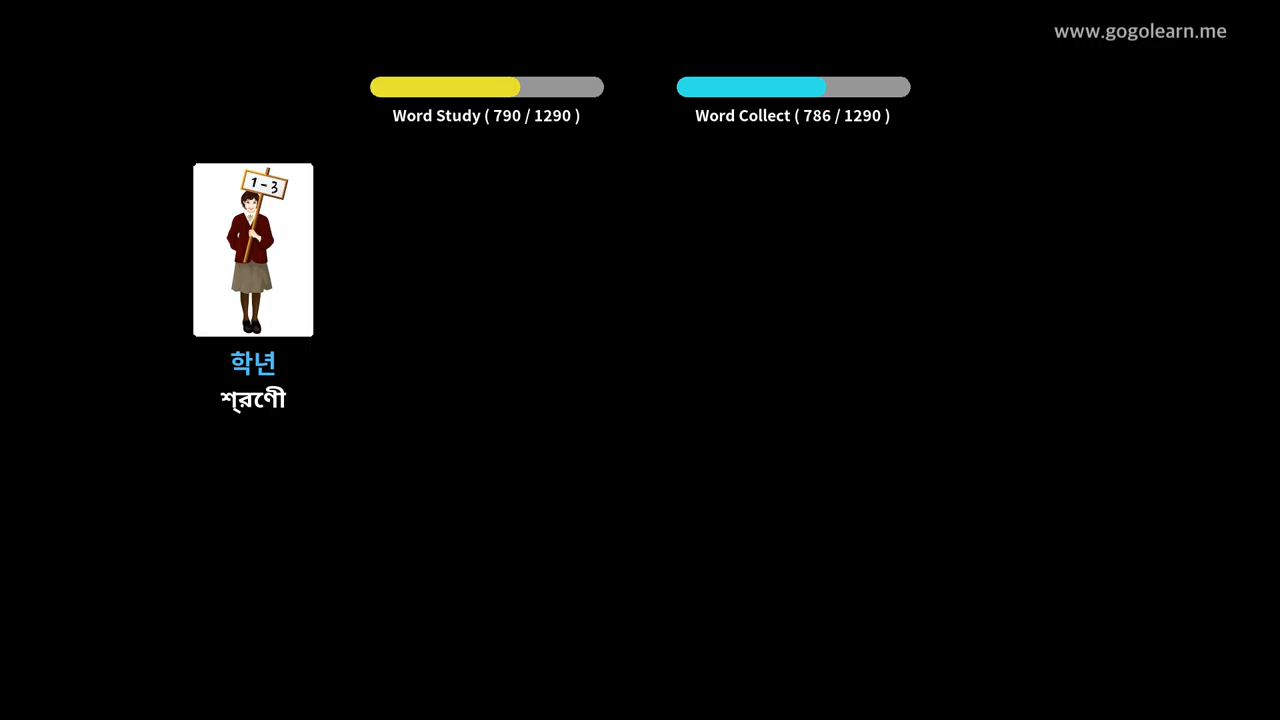 www.gogolearn.me
Word Study ( 790 / 1290 )
Word Collect ( 786 / 1290 )
1 - 3
학년
শ্রেণী